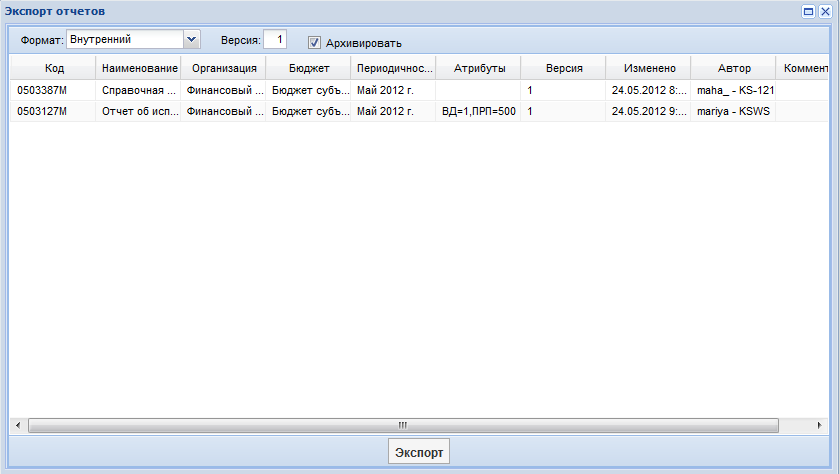 Экспорт отчетов
Формат: Внутренний Версия: 1 Архивировать
Код Наименование Организация Бюджет Периодичнос... Атрибуты Версия Изменено Автор Коммент
0503387М Справочная ... Финансовый ... Бюджет субъ... Май 2012 г. 1 24.05.2012 8:... maha_ - KS-121
0503127М Отчет об исп... Финансовый ... Бюджет субъ... Май 2012 г. ВД=1,ПРП=500 1 24.05.2012 9:... mariya - KSWS
Экспорт